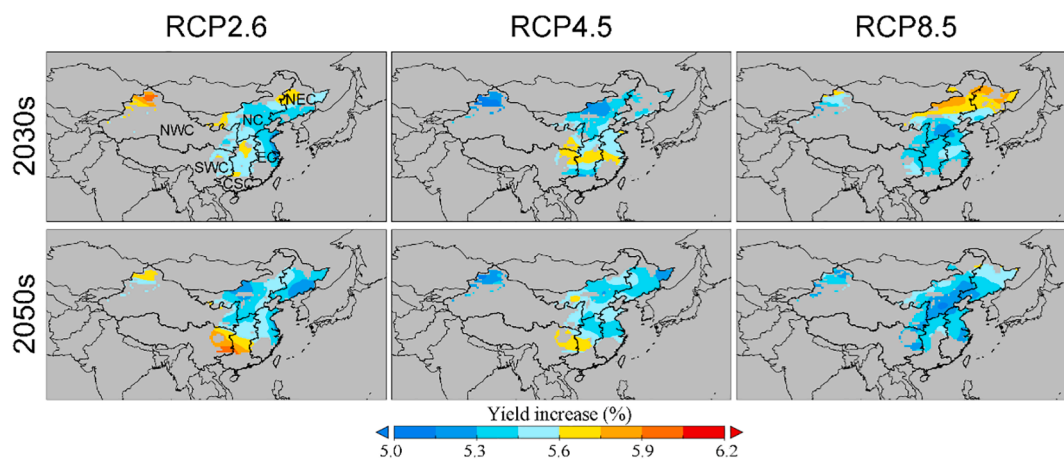 RCP2.6 RCP4.5 RCP8.5
2030s
NEC
NC
NWC
EC
SWC
CSC
2050s
Yield increase (%)
5.0 5.3 5.6 5.9 6.2